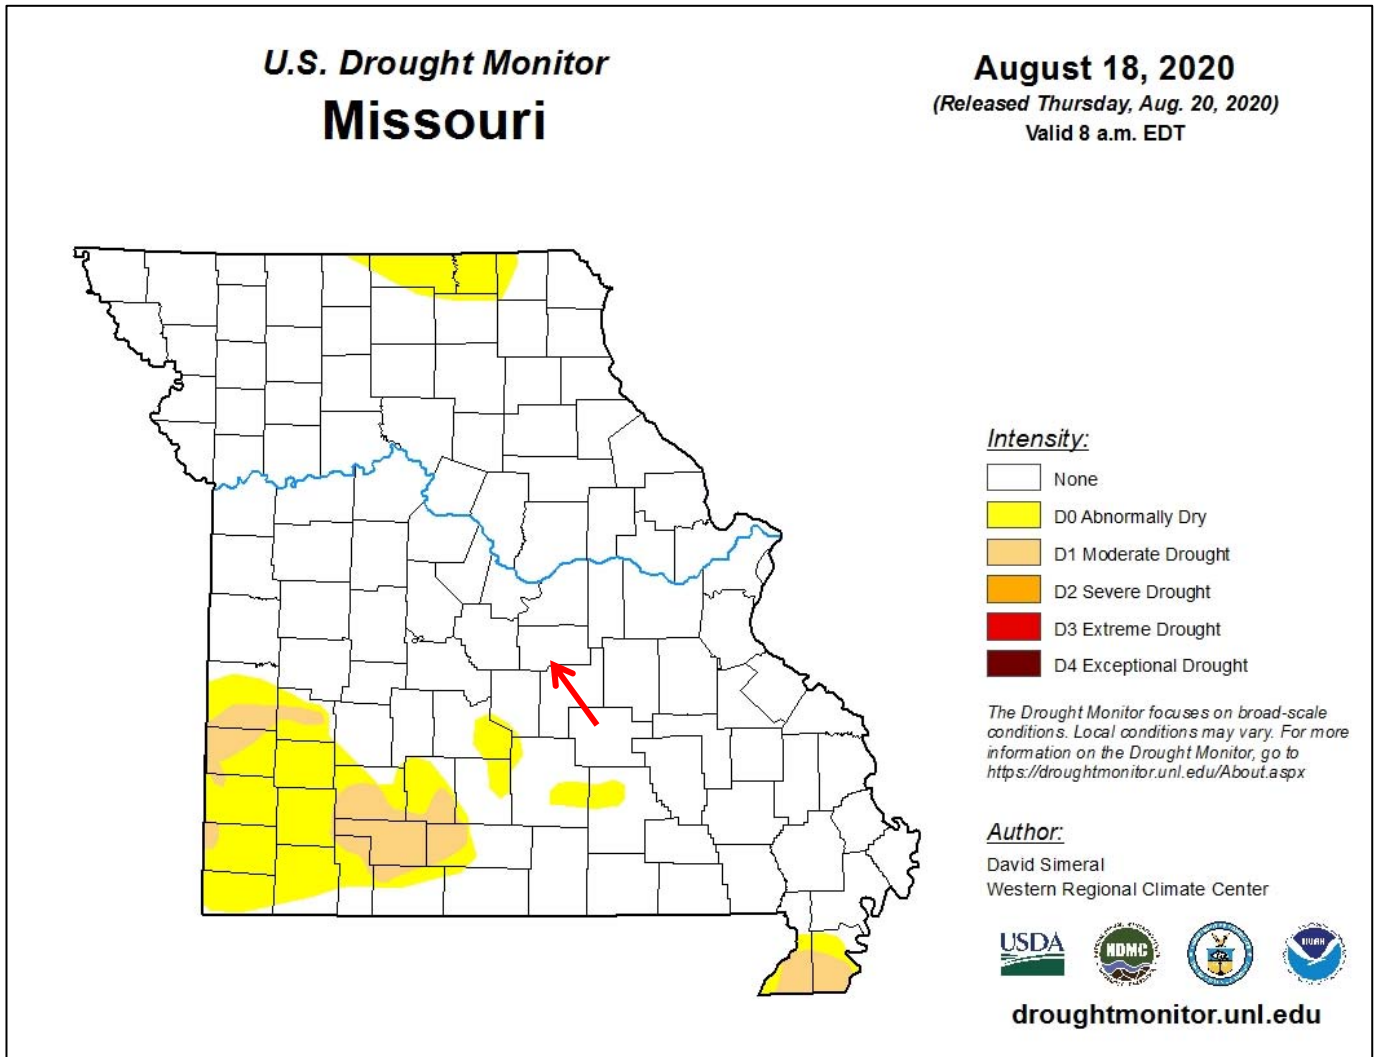 U.S. Drought Monitor
Missouri
August 18, 2020
(Released Thursday, Aug. 20, 2020)
Valid 8 a.m. EDT
Intensity:
None
D0 Abnormally Dry
D1 Moderate Drought
D2 Severe Drought
D3 Extreme Drought
D4 Exceptional Drought
The Drought Monitor focuses on broad-scale
conditions. Local conditions may vary. For more
information on the Drought Monitor, go to
https://droughtmonitor.unl.edu/About.aspx
Author:
David Simeral
Western Regional Climate Center
USDA
NDMC
NOAA
droughtmonitor.unl.edu